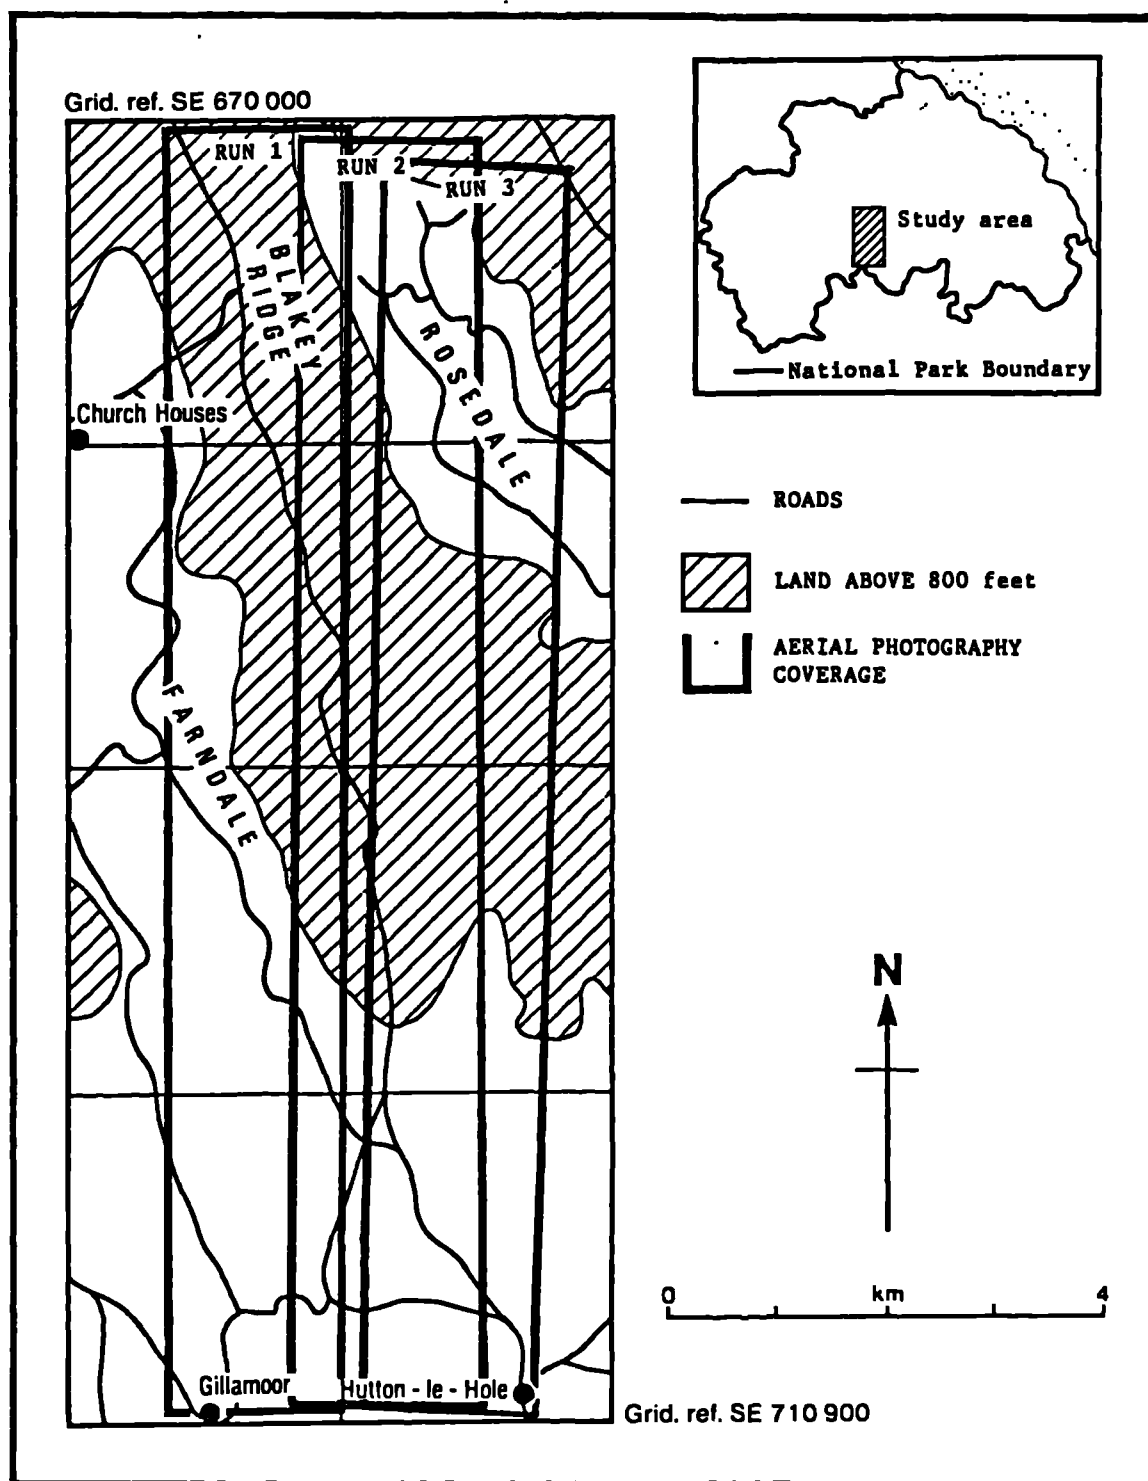 Grid. ref. SE 670 000
RUN 1
RUN 2
RUN 3
BLAKEY
RIDGE
ROSEDALE
Church Houses
FARNDALE
Gillamoor
Hutton - le - Hole
Grid. ref. SE 710 900
Study area
National Park Boundary
ROADS
LAND ABOVE 800 feet
AERIAL PHOTOGRAPHY
COVERAGE
N
0 km 4